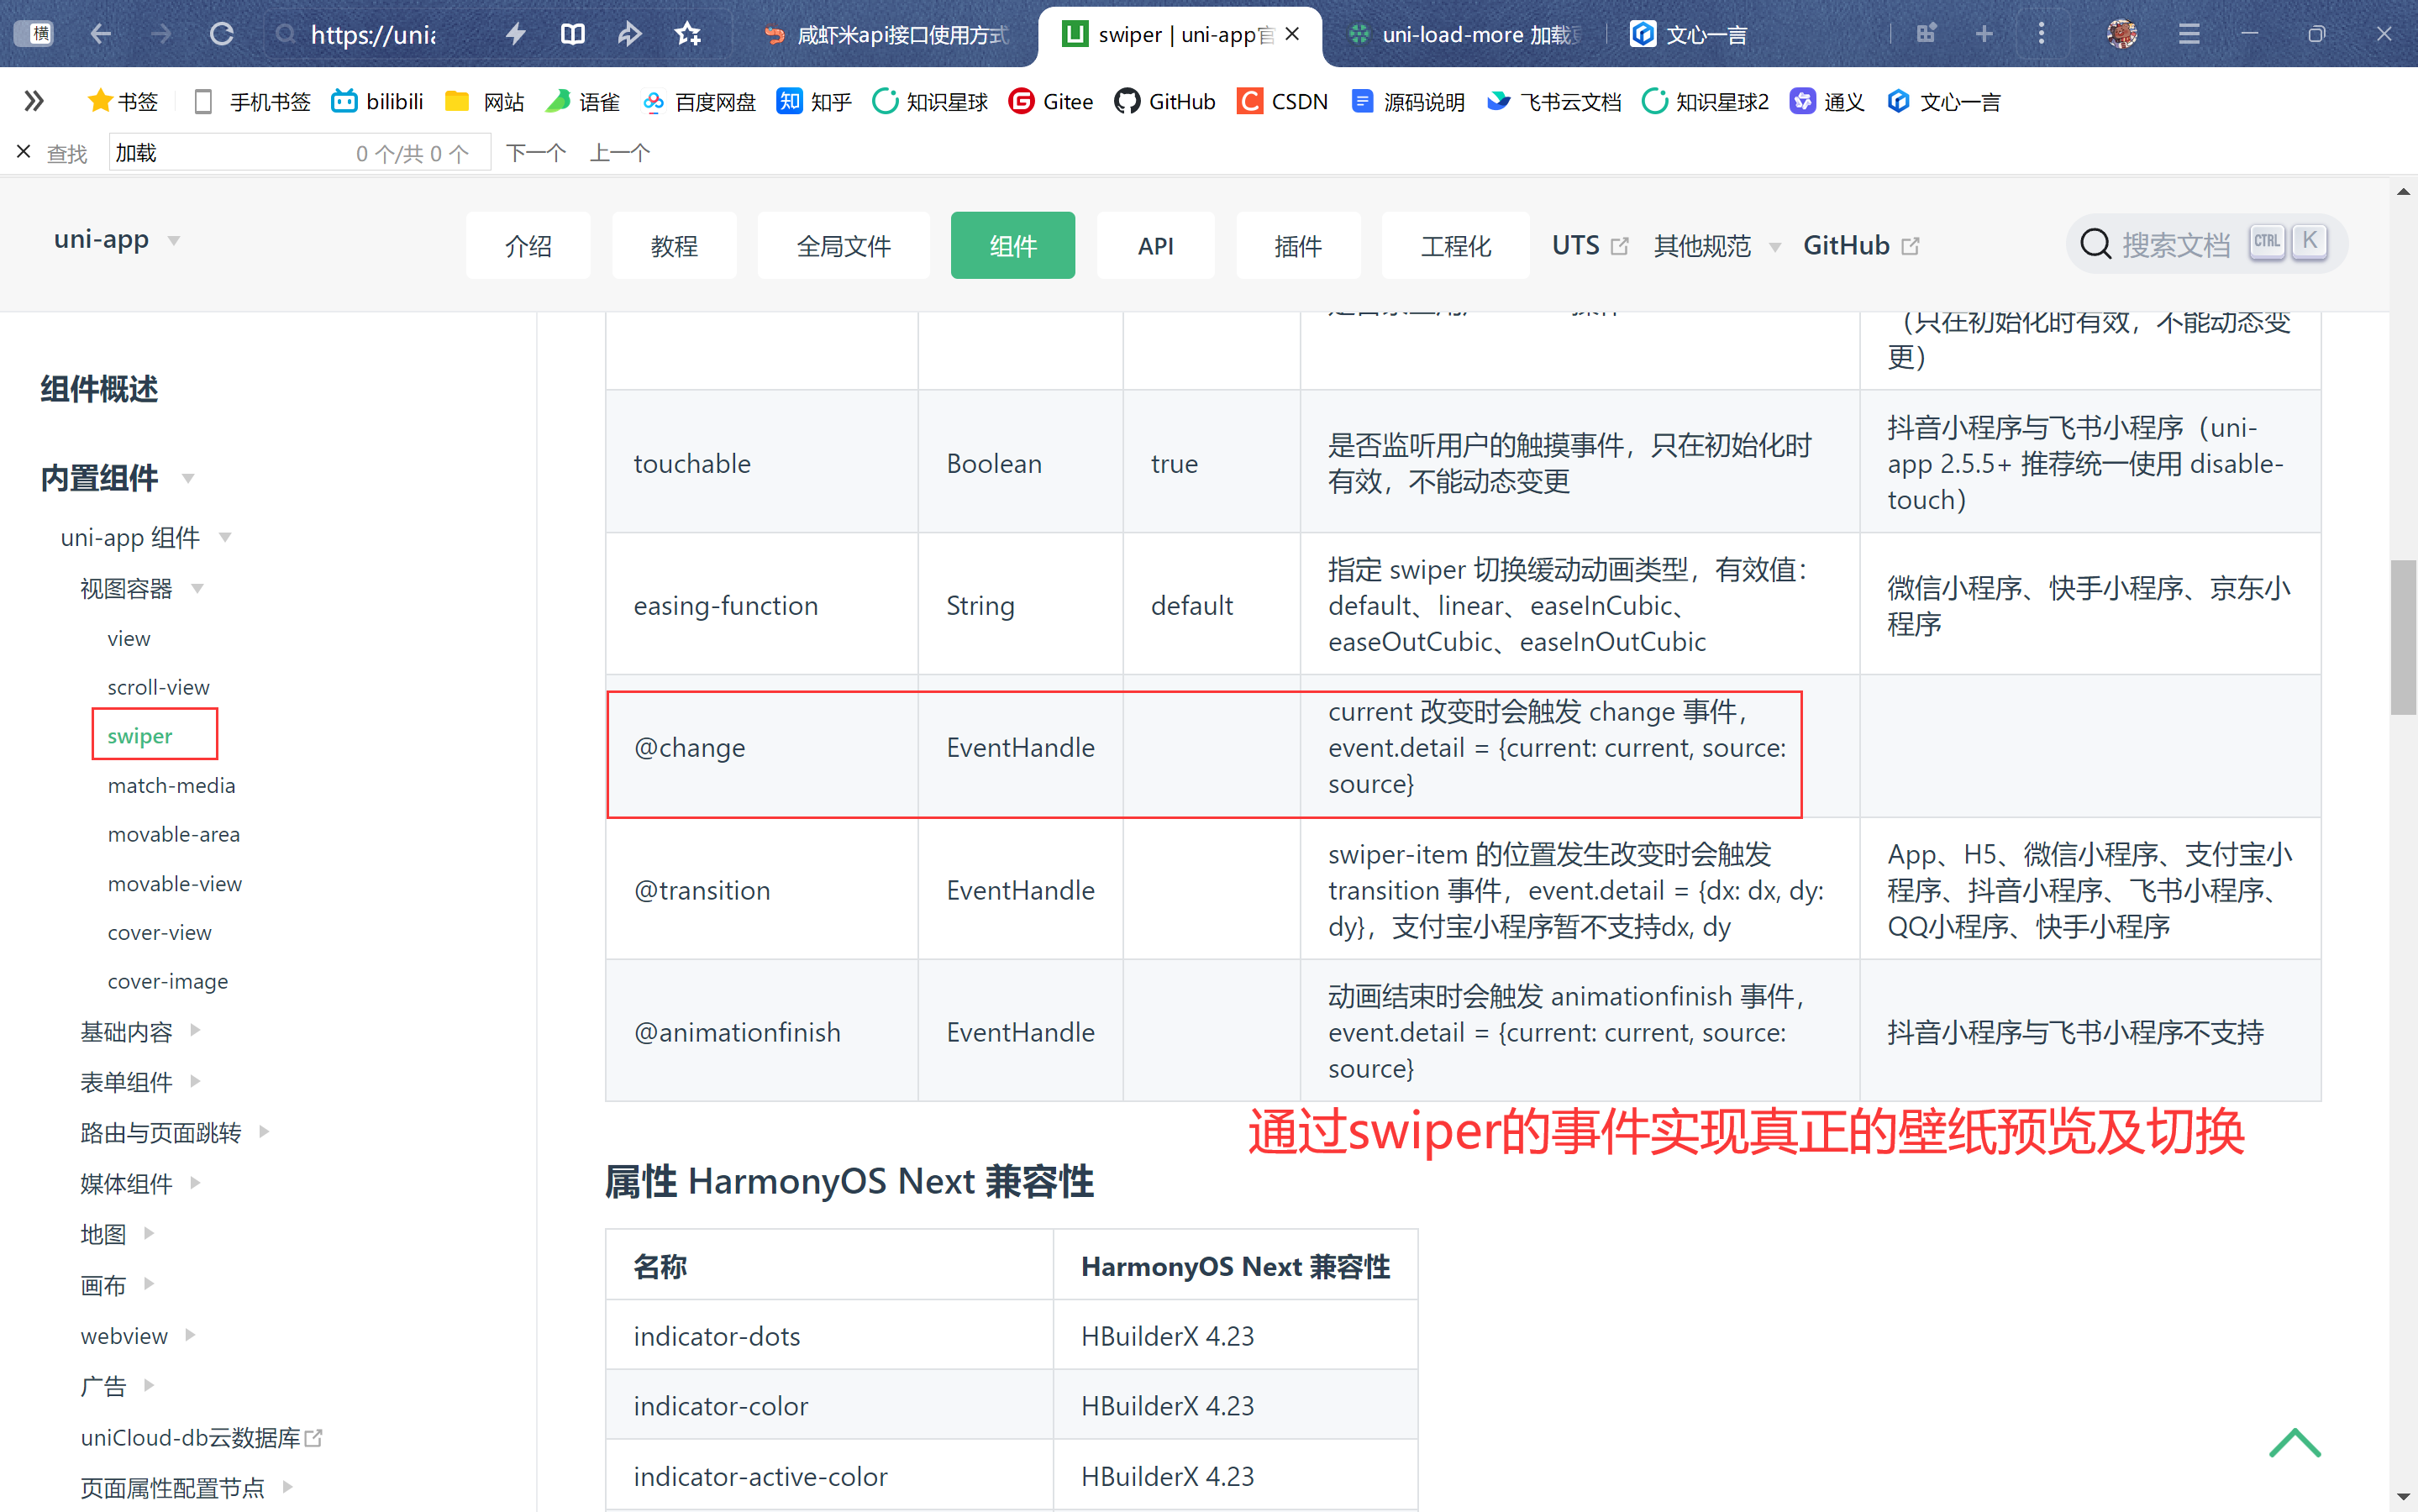 横
https://unia
咸虾米api接口使用方式
swiper | uni-app官
uni-load-more 加载更
文心一言
书签
手机书签
bilibili
网站
语雀
百度网盘
知 知乎
知识星球
Gitee
GitHub
CSDN
源码说明
飞书云文档
知识星球2
通义
文心一言
查找 加载 0 个/共 0 个 下一个 上一个
uni-app
介绍
教程
全局文件
组件
API
插件
工程化
UTS
其他规范
GitHub
搜索文档 CTRL K
组件概述
内置组件
uni-app 组件
视图容器
view
scroll-view
swiper
match-media
movable-area
movable-view
cover-view
cover-image
基础内容
表单组件
路由与页面跳转
媒体组件
地图
画布
webview
广告
uniCloud-db云数据库
页面属性配置节点
（只在初始化时有效，不能动态变
更）
touchable
Boolean
true
是否监听用户的触摸事件，只在初始化时
有效，不能动态变更
抖音小程序与飞书小程序（uni-
app 2.5.5+ 推荐统一使用 disable-
touch）
easing-function
String
default
指定 swiper 切换缓动动画类型，有效值：
default、linear、easeInCubic、
easeOutCubic、easeInOutCubic
微信小程序、快手小程序、京东小
程序
@change
EventHandle
current 改变时会触发 change 事件，
event.detail = {current: current, source:
source}
@transition
EventHandle
swiper-item 的位置发生改变时会触发
transition 事件，event.detail = {dx: dx, dy:
dy}，支付宝小程序暂不支持dx, dy
App、H5、微信小程序、支付宝小
程序、抖音小程序、飞书小程序、
QQ小程序、快手小程序
@animationfinish
EventHandle
动画结束时会触发 animationfinish 事件，
event.detail = {current: current, source:
source}
抖音小程序与飞书小程序不支持
通过swiper的事件实现真正的壁纸预览及切换
属性 HarmonyOS Next 兼容性
名称
HarmonyOS Next 兼容性
indicator-dots
HBuilderX 4.23
indicator-color
HBuilderX 4.23
indicator-active-color
HBuilderX 4.23